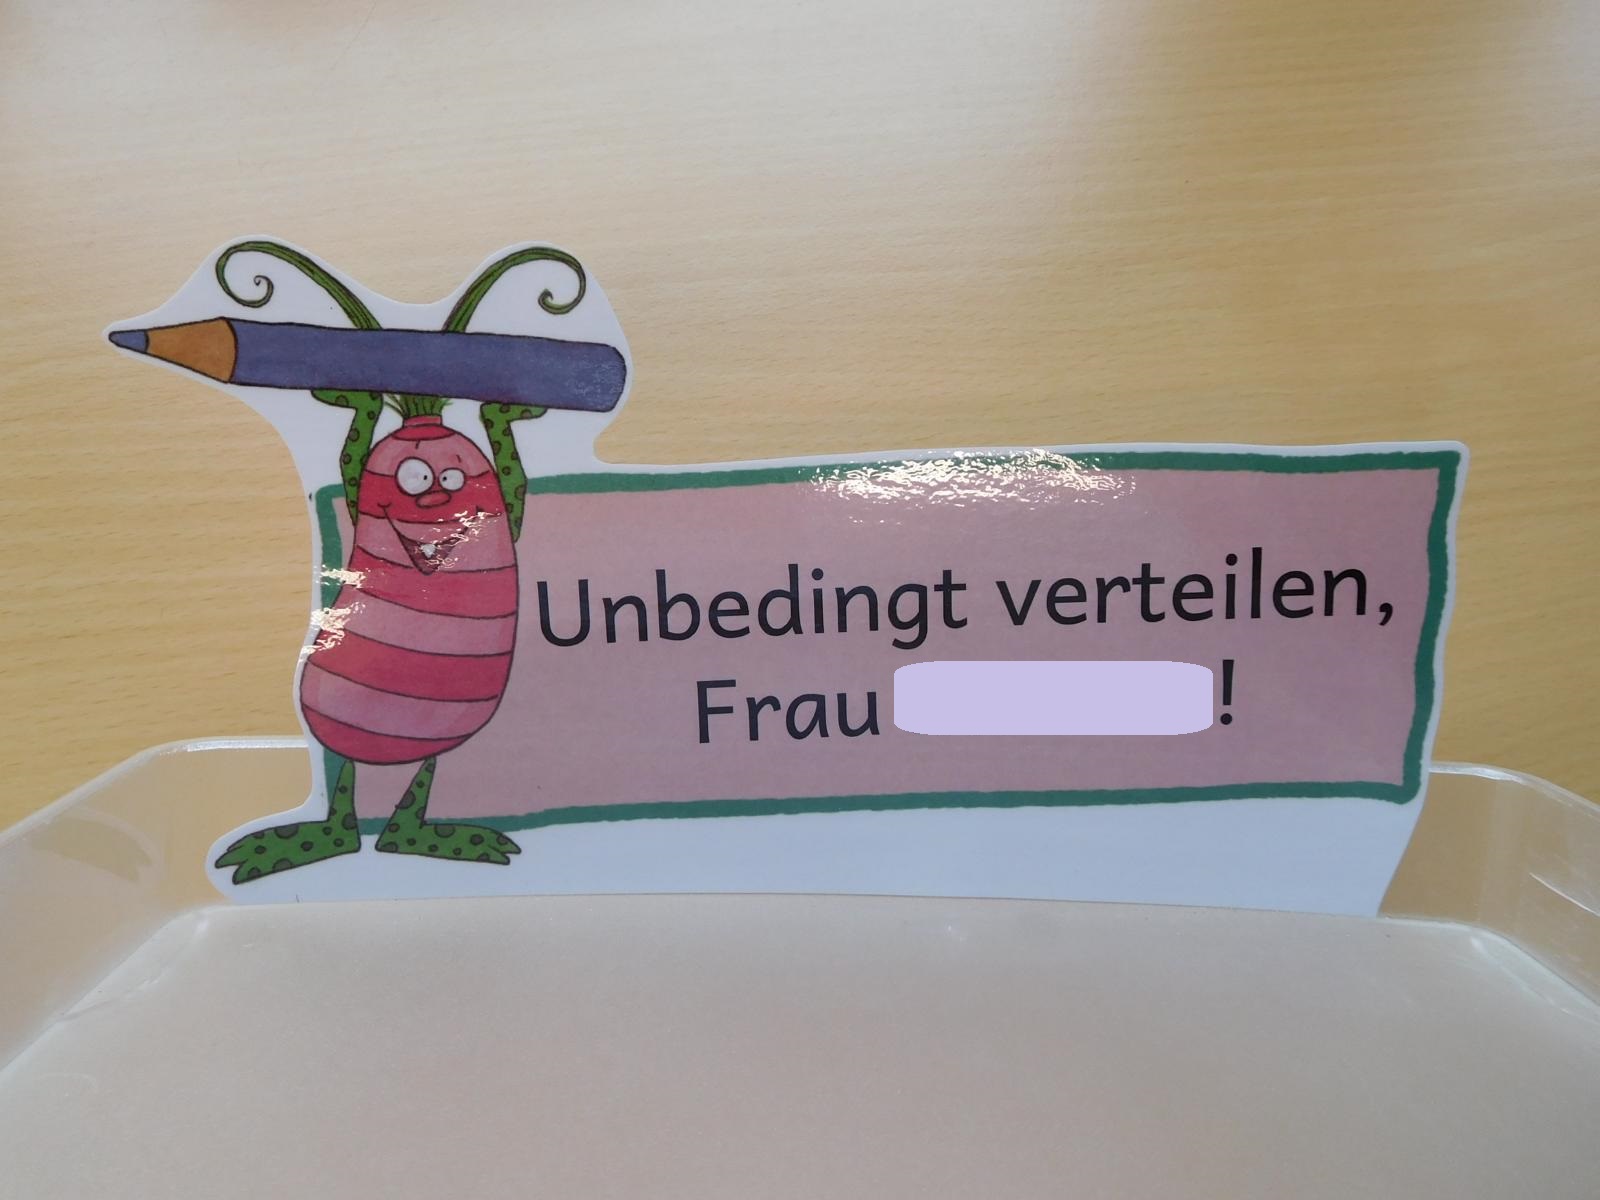 Unbedingt verteilen,
Frau !